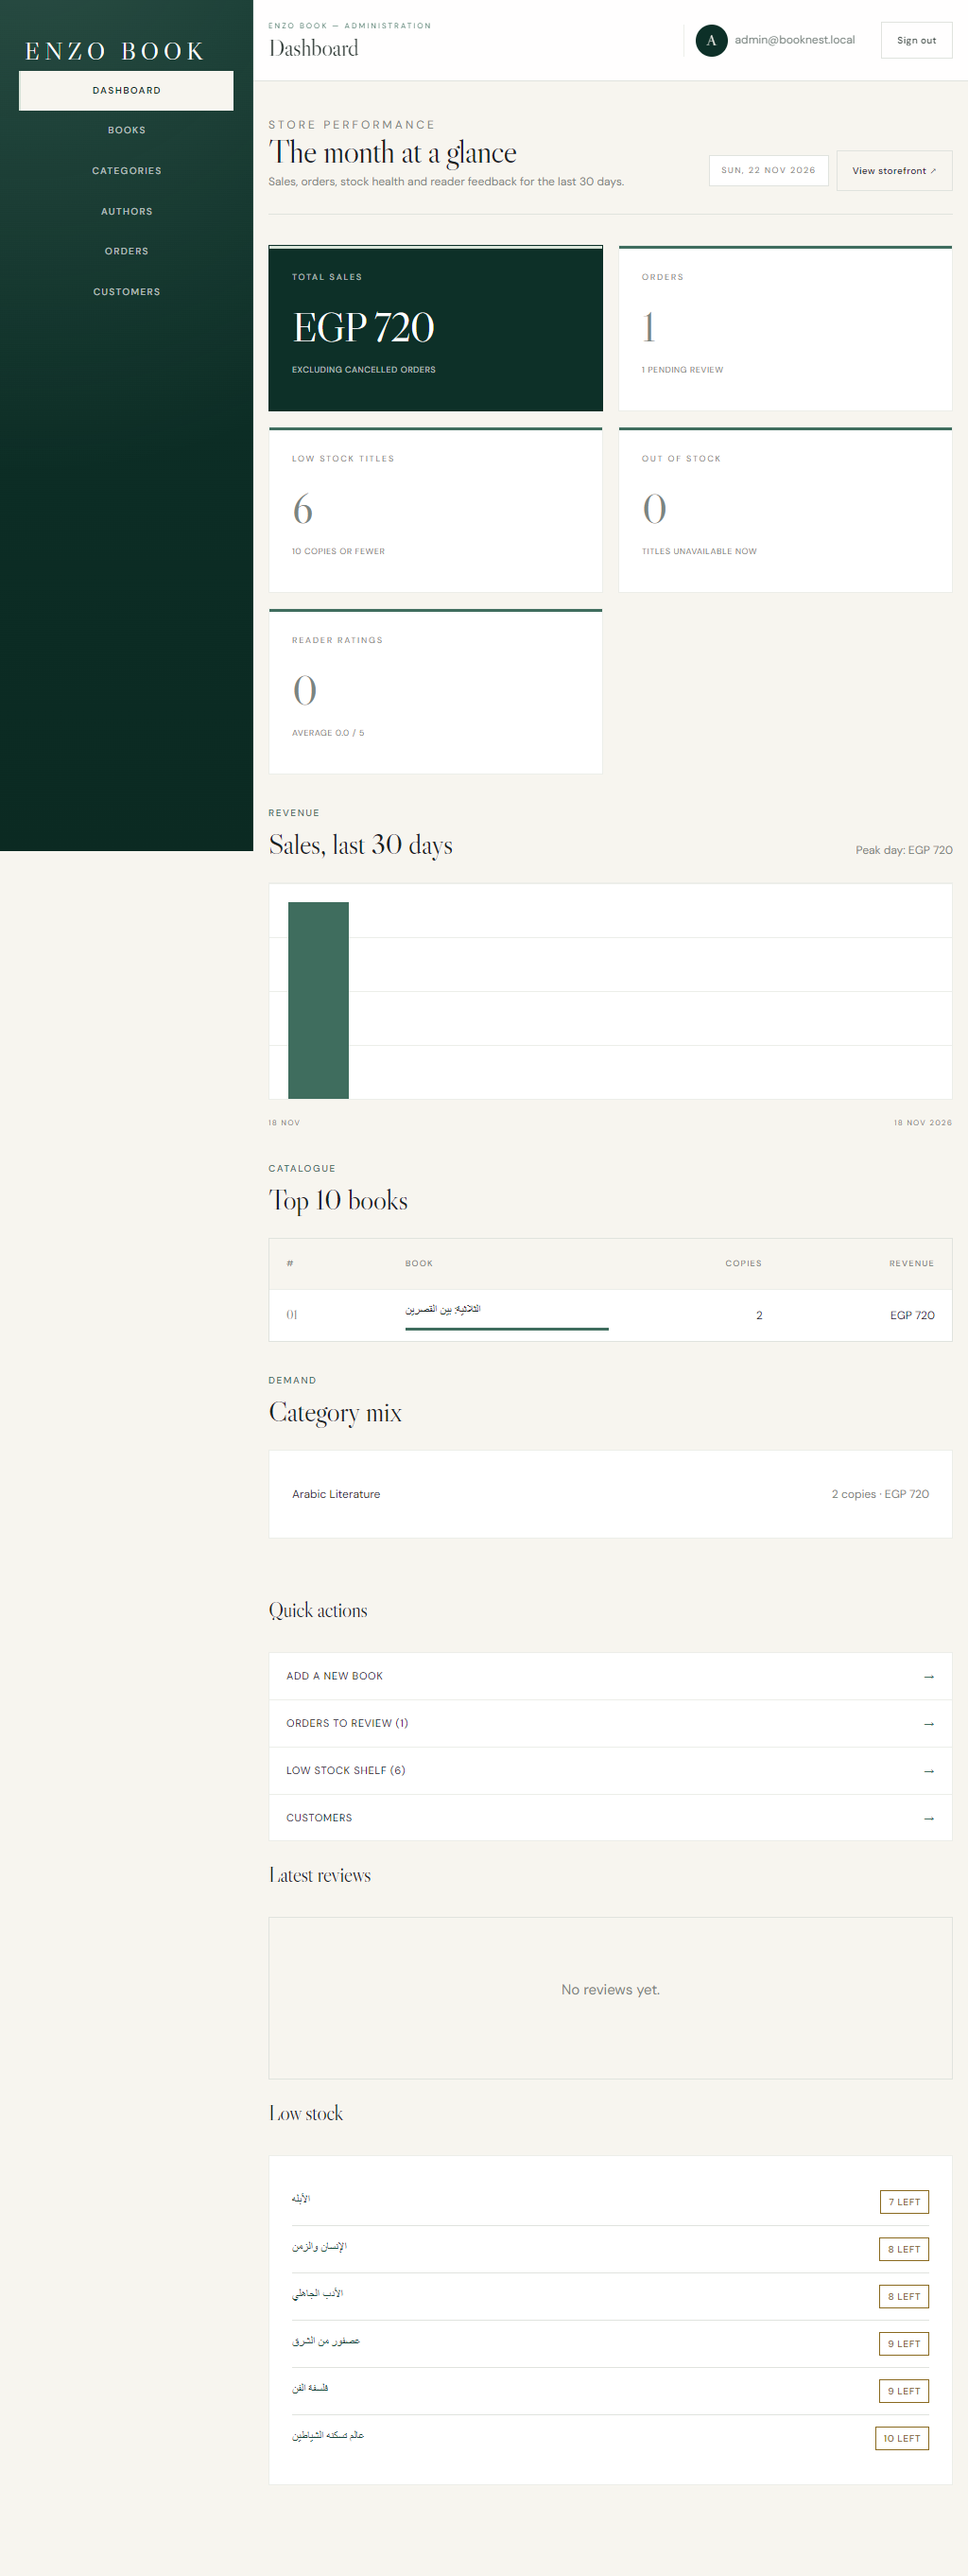 ENZO BOOK
DASHBOARD
BOOKS
CATEGORIES
AUTHORS
ORDERS
CUSTOMERS
ENZO BOOK — ADMINISTRATION
Dashboard
A
admin@booknest.local
Sign out
STORE PERFORMANCE
The month at a glance
Sales, orders, stock health and reader feedback for the last 30 days.
SUN, 22 NOV 2026
View storefront ↗
TOTAL SALES
EGP 720
EXCLUDING CANCELLED ORDERS
ORDERS
1
1 PENDING REVIEW
LOW STOCK TITLES
6
10 COPIES OR FEWER
OUT OF STOCK
0
TITLES UNAVAILABLE NOW
READER RATINGS
0
AVERAGE 0.0 / 5
REVENUE
Sales, last 30 days
Peak day: EGP 720
18 NOV
18 NOV 2026
CATALOGUE
Top 10 books
# BOOK COPIES REVENUE
01 الثلاثية: بين القصرين 2 EGP 720
DEMAND
Category mix
Arabic Literature 2 copies · EGP 720
Quick actions
ADD A NEW BOOK →
ORDERS TO REVIEW (1) →
LOW STOCK SHELF (6) →
CUSTOMERS →
Latest reviews
No reviews yet.
Low stock
الأبله 7 LEFT
الإنسان والزمن 8 LEFT
الأدب الجاهلي 8 LEFT
عصفور من الشرق 9 LEFT
فلسفة الفن 9 LEFT
عالم تسكنه الشياطين 10 LEFT